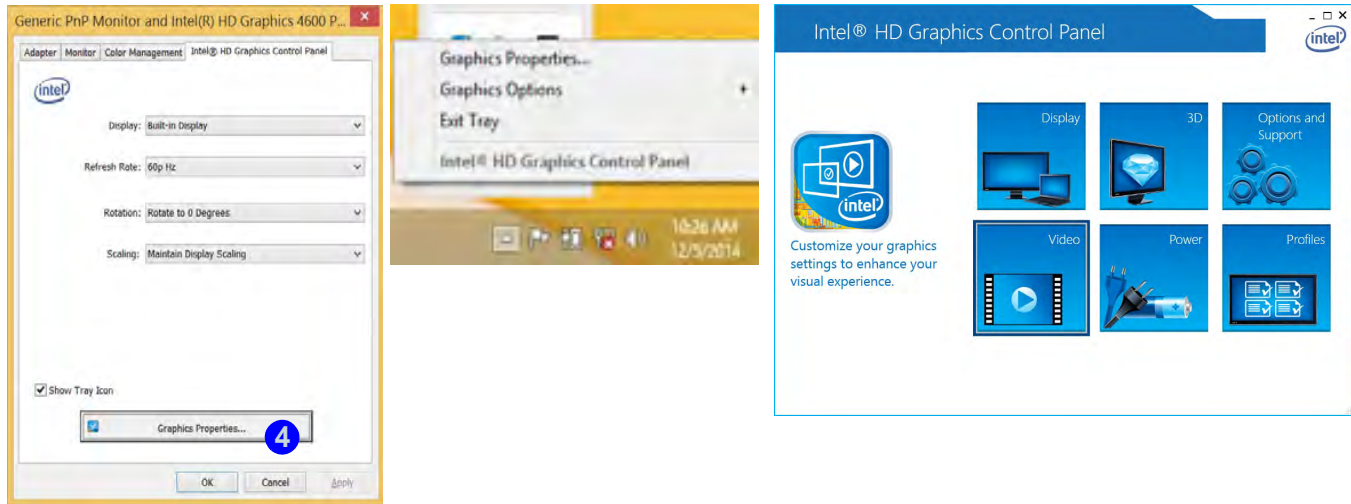 Generic PnP Monitor and Intel(R) HD Graphics 4600 P...
Adapter Monitor Color Management Intel® HD Graphics Control Panel
intel
Display: Built-in Display
Refresh Rate: 60p Hz
Rotation: Rotate to 0 Degrees
Scaling: Maintain Display Scaling
Show Tray Icon
Graphics Properties...
4
OK Cancel Apply
Graphics Properties...
Graphics Options
Exit Tray
Intel® HD Graphics Control Panel
10:26 AM
12/5/2014
Intel® HD Graphics Control Panel
intel
Display
3D
Options and
Support
intel
Customize your graphics
settings to enhance your
visual experience.
Video
Power
Profiles